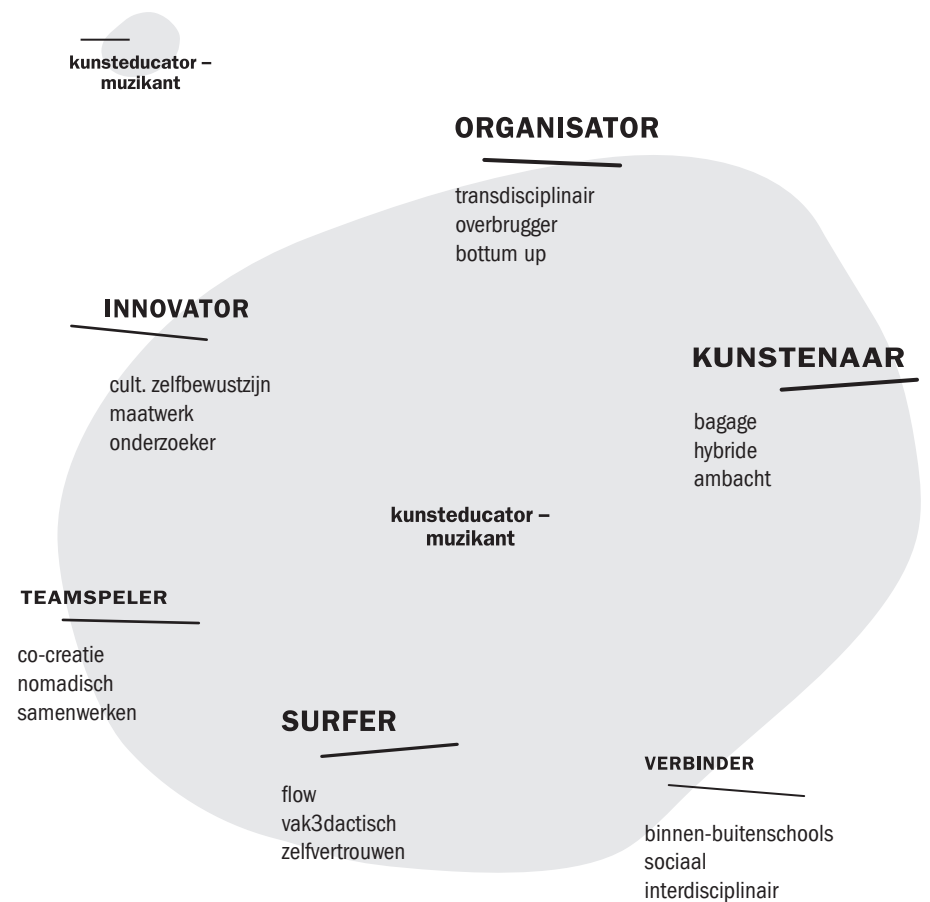 kunsteducator –
muzikant
ORGANISATOR
transdisciplinair
overbrugger
bottum up
INNOVATOR
cult. zelfbewustzijn
maatwerk
onderzoeker
KUNSTENAAR
bagage
hybride
ambacht
kunsteducator –
muzikant
TEAMSPELER
co-creatie
nomadisch
samenwerken
SURFER
flow
vak3dactisch
zelfvertrouwen
VERBINDER
binnen-buitenschools
sociaal
interdisciplinair